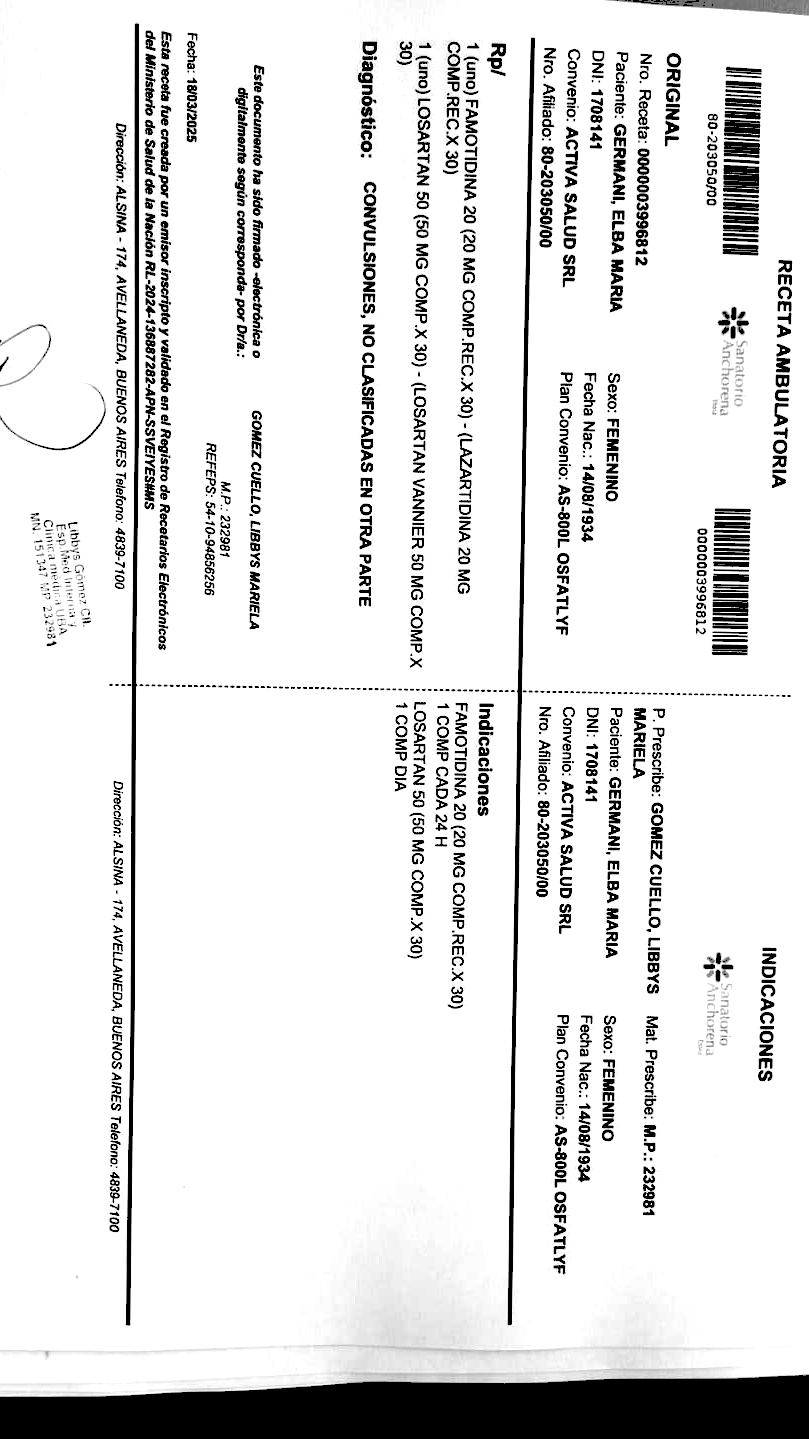 RECETA AMBULATORIA
80-203050/00
Sanatorio
Anchorena
0000003996812
ORIGINAL
Nro. Receta: 0000003996812
Paciente: GERMANI, ELBA MARIA
Sexo: FEMENINO
DNI: 1708141
Fecha Nac.: 14/08/1934
Convenio: ACTIVA SALUD SRL
Plan Convenio: AS-800L OSFATLYF
Nro. Afiliado: 80-203050/00
Rp/
1 (uno) FAMOTIDINA 20 (20 MG COMP.REC.X 30) - (LAZARTIDINA 20 MG
COMP.REC.X 30)
1 (uno) LOSARTAN 50 (50 MG COMP.X 30) - (LOSARTAN VANNIER 50 MG COMP.X
30)
Diagnóstico: CONVULSIONES, NO CLASIFICADAS EN OTRA PARTE
Este documento ha sido firmado -electrónica o
digitalmente según corresponda- por Dr/a.:
GOMEZ CUELLO, LIBBYS MARIELA
M.P.: 232981
REFEPS: 54-10-94856256
Fecha: 18/03/2025
Esta receta fue creada por un emisor inscripto y validado en el Registro de Recetarios Electrónicos
del Ministerio de Salud de la Nación RL-2024-136887282-APN-SSVEIYES#MS
Dirección: ALSINA - 174, AVELLANEDA, BUENOS AIRES Telefono: 4839-7100
Libbys Gómez
Esp. Med Interna y
Clínica médica UBA
MN. 151347 MP. 232981
INDICACIONES
Sanatorio
Anchorena
P. Prescribe: GOMEZ CUELLO, LIBBYS
MARIELA
Mat. Prescribe: M.P.: 232981
Paciente: GERMANI, ELBA MARIA
Sexo: FEMENINO
DNI: 1708141
Fecha Nac.: 14/08/1934
Convenio: ACTIVA SALUD SRL
Plan Convenio: AS-800L OSFATLYF
Nro. Afiliado: 80-203050/00
Indicaciones
FAMOTIDINA 20 (20 MG COMP.REC.X 30)
1 COMP CADA 24 H
LOSARTAN 50 (50 MG COMP.X 30)
1 COMP DIA
Dirección: ALSINA - 174, AVELLANEDA, BUENOS AIRES Telefono: 4839-7100